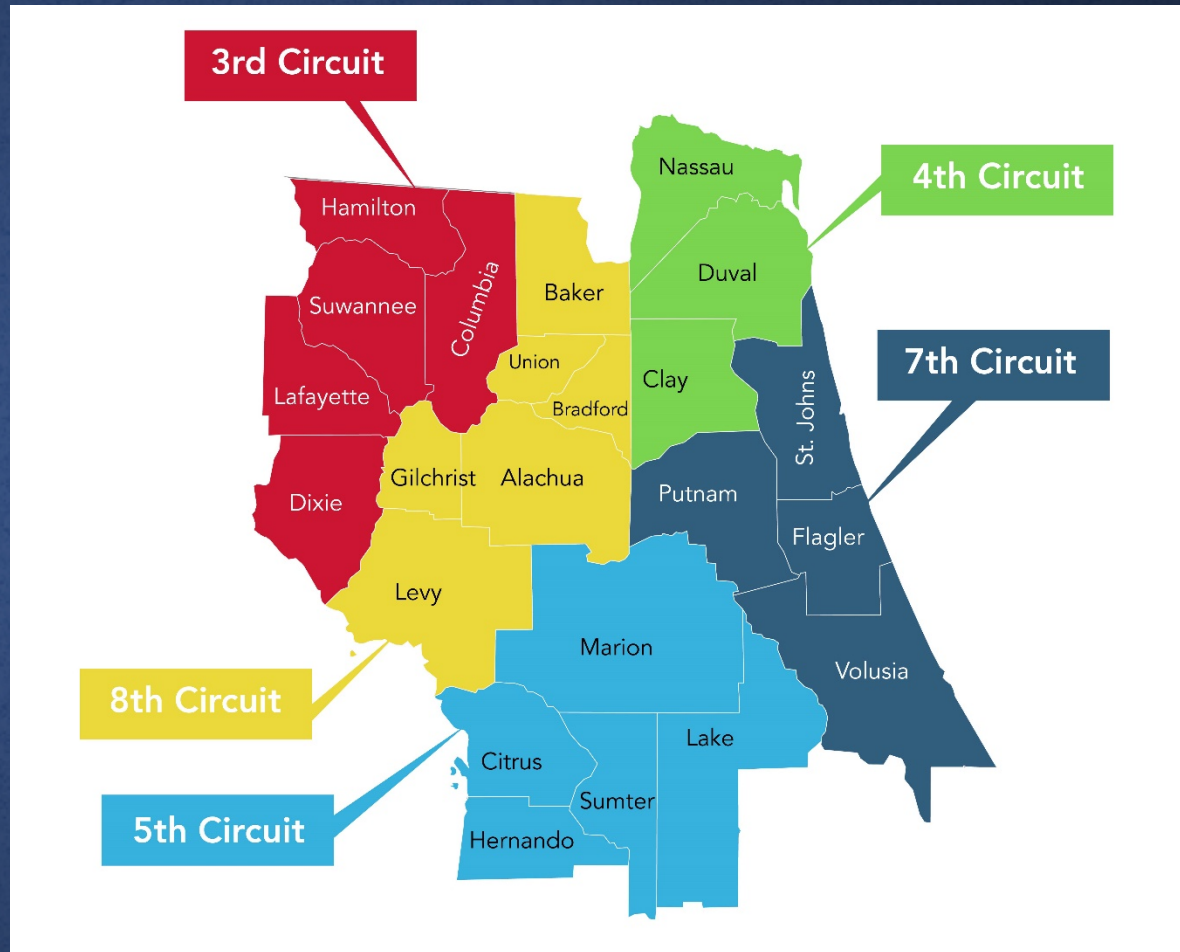 3rd Circuit
4th Circuit
Nassau
Hamilton
Duval
Columbia
Baker
Suwannee
Union
7th Circuit
Clay
Lafayette
Bradford
St. Johns
Gilchrist
Alachua
Putnam
Dixie
Flagler
Levy
Marion
Volusia
8th Circuit
Lake
Citrus
Sumter
5th Circuit
Hernando